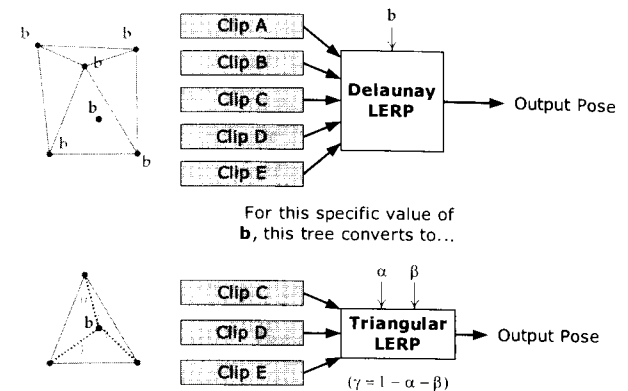 b
b
b
b
b
b
Clip A
Clip B
Clip C
Clip D
Clip E
b
Delaunay
LERP
Output Pose
For this specific value of
b, this tree converts to...
b
Clip C
Clip D
Clip E
α
β
Triangular
LERP
Output Pose
(γ = 1 – α – β)